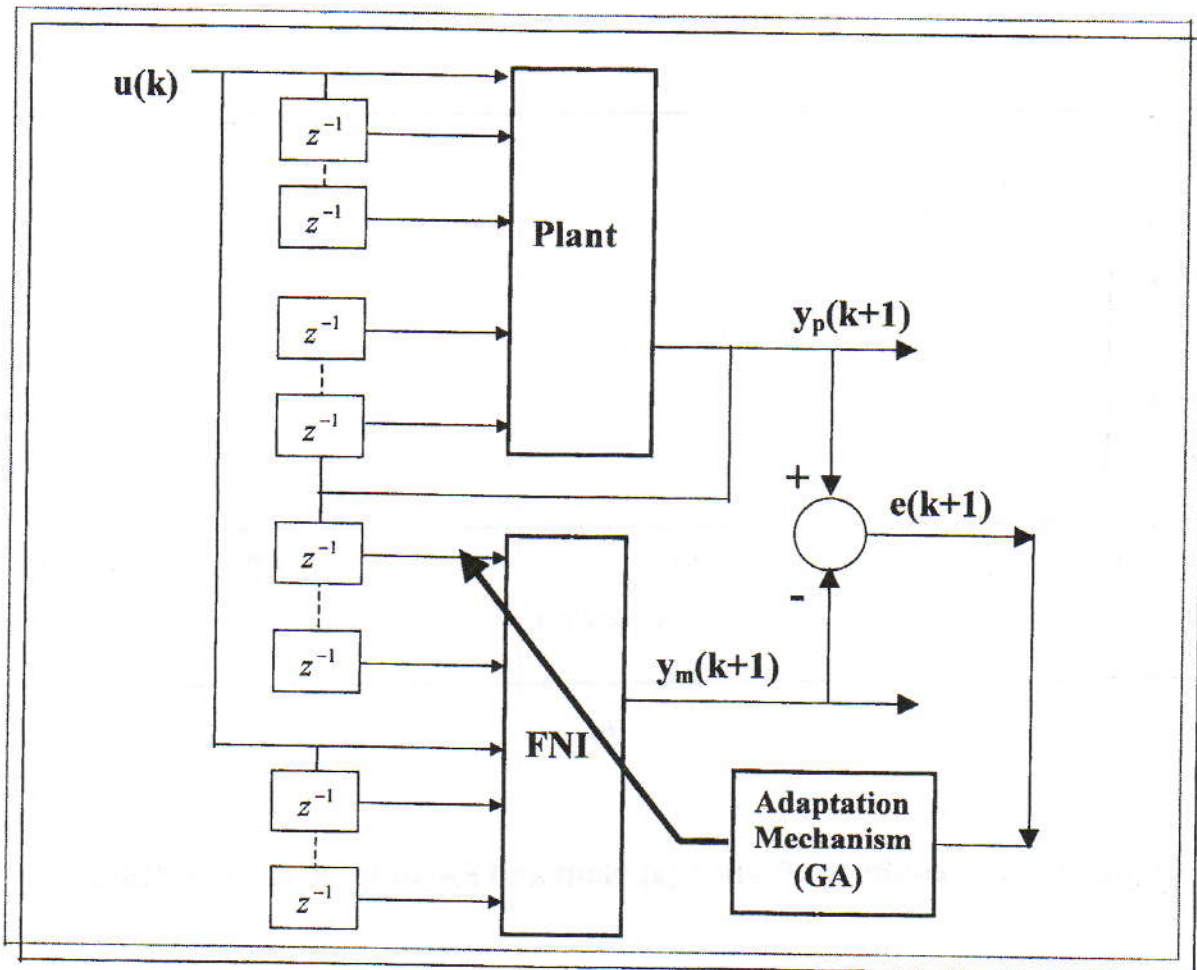 u(k)
z⁻¹
z⁻¹
Plant
z⁻¹
yₚ(k+1)
z⁻¹
+
e(k+1)
z⁻¹
-
z⁻¹
yₘ(k+1)
FNI
z⁻¹
Adaptation
Mechanism
(GA)
z⁻¹